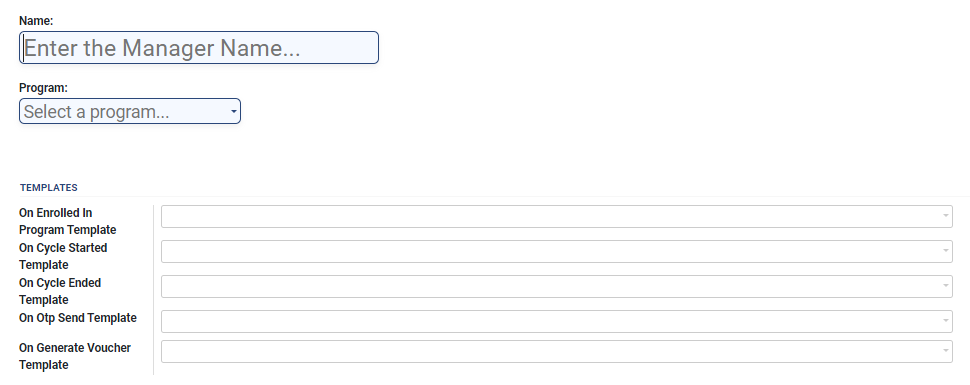 Name:
Enter the Manager Name...
Program:
Select a program...
TEMPLATES
On Enrolled In
Program Template
On Cycle Started
Template
On Cycle Ended
Template
On Otp Send Template
On Generate Voucher
Template